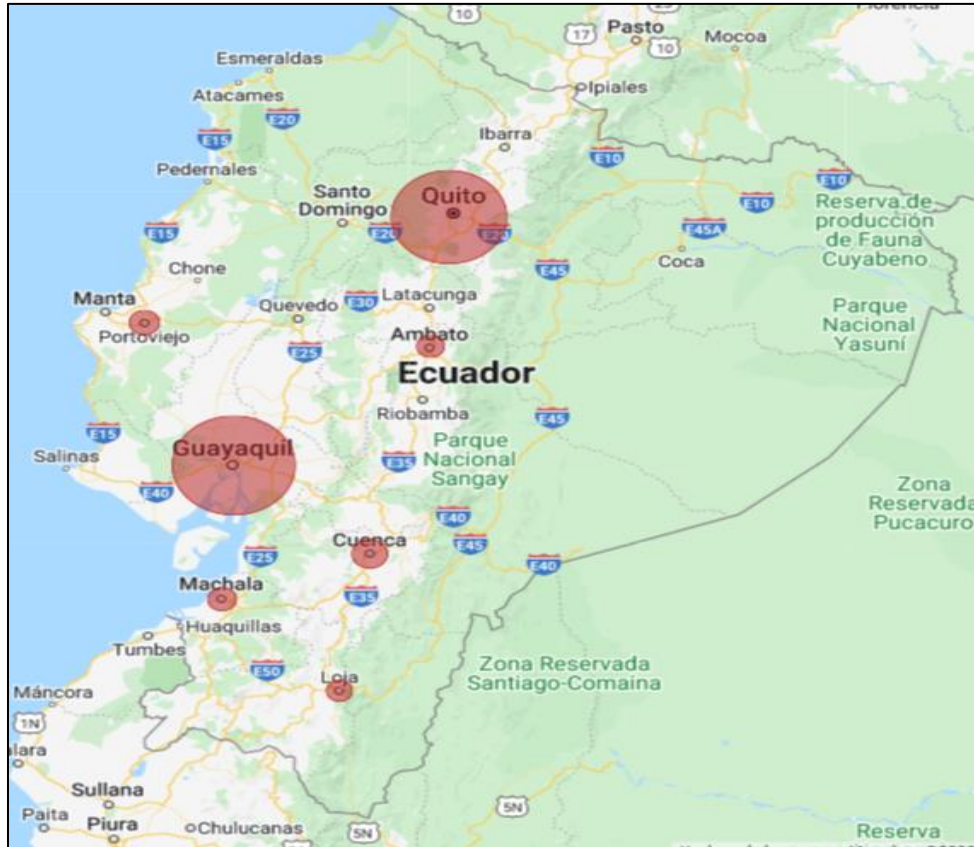 Florencia
10
25
Pasto
17
10
Mocoa
Esmeraldas
Ipiales
Atacames
E20
E15
Ibarra
E10
Pedernales
E10
Quito
Santo
Domingo
E10
Reserva de
producción
de Fauna
Cuyabeno
E15
E20
E20
E45A
Chone
E45
Coca
Manta
Quevedo
E30
Latacunga
Parque
Nacional
Yasuní
Portoviejo
Ambato
E25
Ecuador
Riobamba
E15
E45
Guayaquil
Parque
Nacional
Sangay
Salinas
E35
E40
Zona
Reservada
Pucacuro
E40
Cuenca
E45
E25
E40
Machala
E35
Huaquillas
Tumbes
E50
Loja
Zona Reservada
Santiago-Comaina
Máncora
1N
alara
Sullana
Paita
Piura
Chulucanas
5N
5N
Reserva